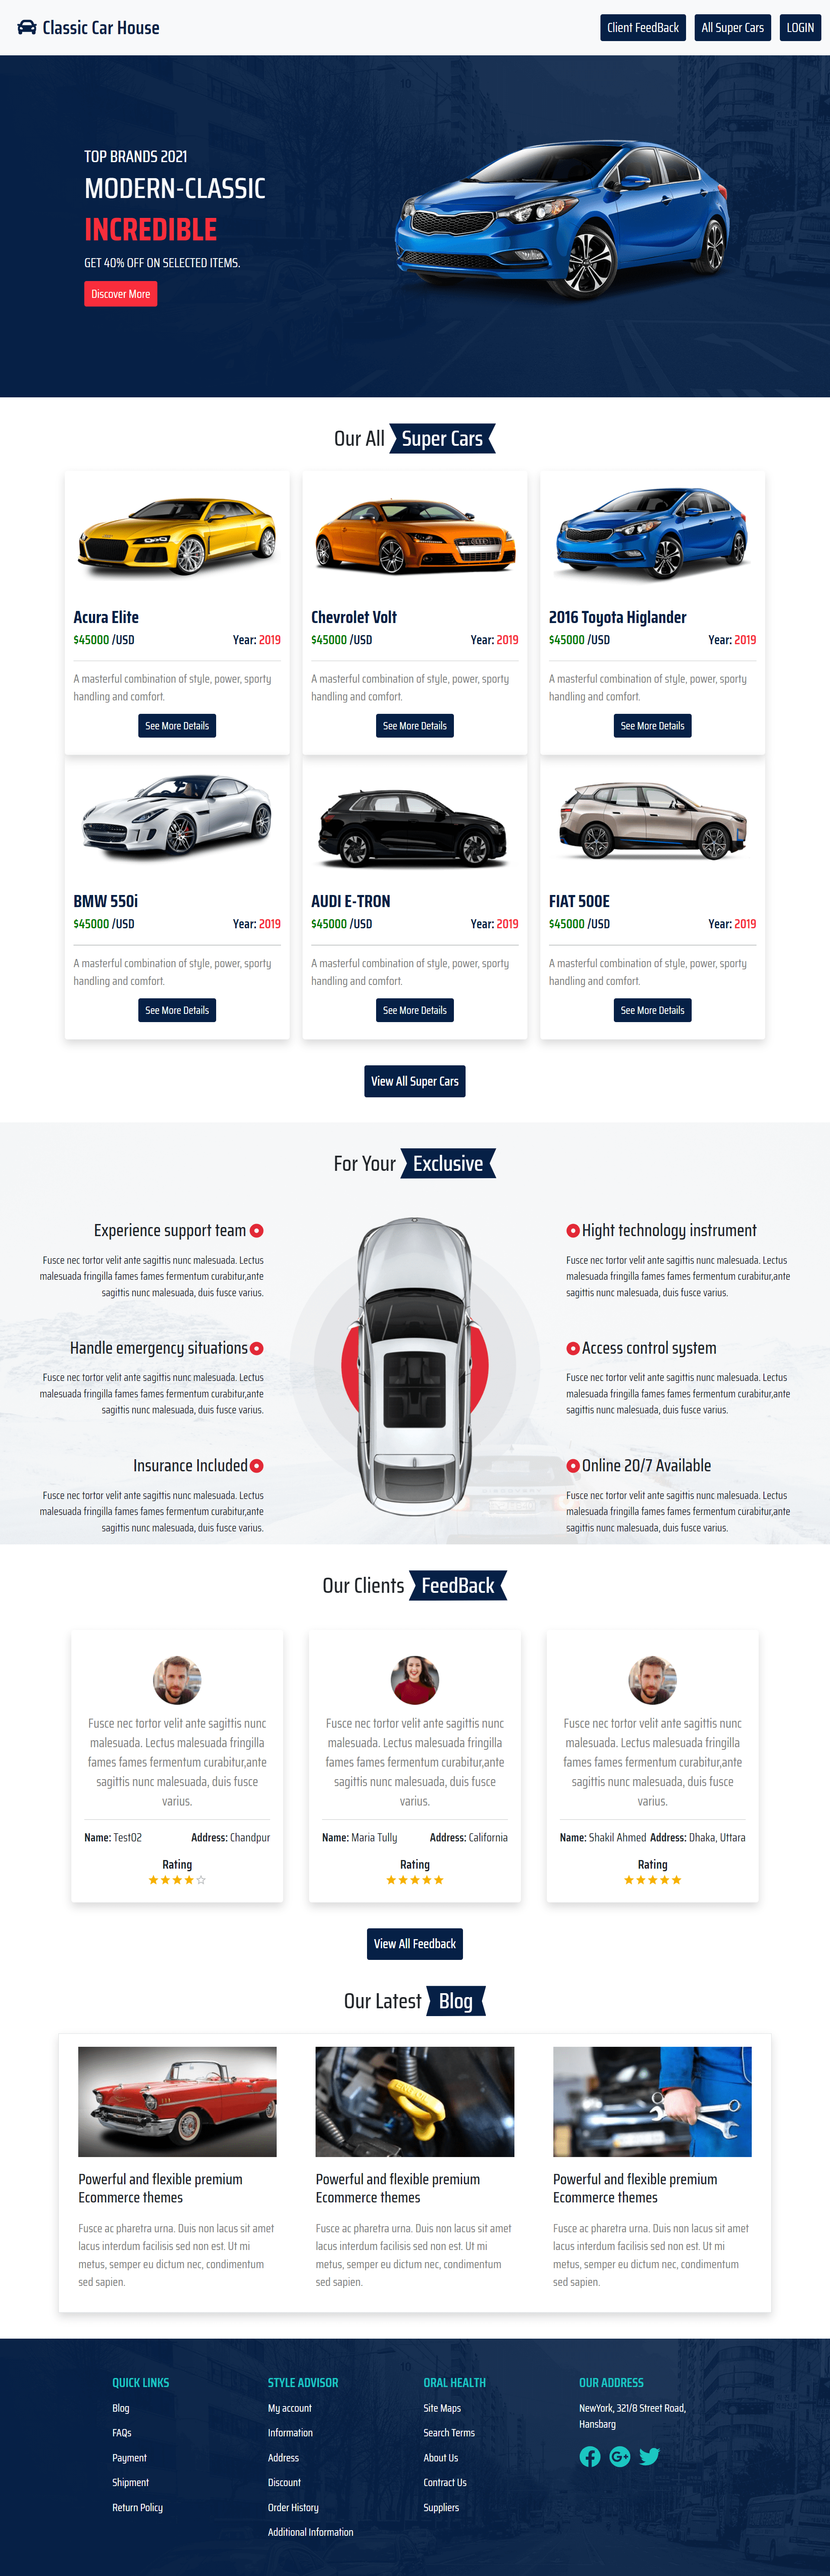 Classic Car House
Client FeedBack
All Super Cars
LOGIN
TOP BRANDS 2021
MODERN-CLASSIC
INCREDIBLE
GET 40% OFF ON SELECTED ITEMS.
Discover More
Our All Super Cars
Acura Elite
$45000 /USD Year: 2019
A masterful combination of style, power, sporty
handling and comfort.
See More Details
Chevrolet Volt
$45000 /USD Year: 2019
A masterful combination of style, power, sporty
handling and comfort.
See More Details
2016 Toyota Higlander
$45000 /USD Year: 2019
A masterful combination of style, power, sporty
handling and comfort.
See More Details
BMW 550i
$45000 /USD Year: 2019
A masterful combination of style, power, sporty
handling and comfort.
See More Details
AUDI E-TRON
$45000 /USD Year: 2019
A masterful combination of style, power, sporty
handling and comfort.
See More Details
FIAT 500E
$45000 /USD Year: 2019
A masterful combination of style, power, sporty
handling and comfort.
See More Details
View All Super Cars
For Your Exclusive
Experience support team
Fusce nec tortor velit ante sagittis nunc malesuada. Lectus
malesuada fringilla fames fames fermentum curabitur,ante
sagittis nunc malesuada, duis fusce varius.
Handle emergency situations
Fusce nec tortor velit ante sagittis nunc malesuada. Lectus
malesuada fringilla fames fames fermentum curabitur,ante
sagittis nunc malesuada, duis fusce varius.
Insurance Included
Fusce nec tortor velit ante sagittis nunc malesuada. Lectus
malesuada fringilla fames fames fermentum curabitur,ante
sagittis nunc malesuada, duis fusce varius.
Hight technology instrument
Fusce nec tortor velit ante sagittis nunc malesuada. Lectus
malesuada fringilla fames fames fermentum curabitur,ante
sagittis nunc malesuada, duis fusce varius.
Access control system
Fusce nec tortor velit ante sagittis nunc malesuada. Lectus
malesuada fringilla fames fames fermentum curabitur,ante
sagittis nunc malesuada, duis fusce varius.
Online 20/7 Available
Fusce nec tortor velit ante sagittis nunc malesuada. Lectus
malesuada fringilla fames fames fermentum curabitur,ante
sagittis nunc malesuada, duis fusce varius.
Our Clients FeedBack
Fusce nec tortor velit ante sagittis nunc
malesuada. Lectus malesuada fringilla
fames fames fermentum curabitur,ante
sagittis nunc malesuada, duis fusce
varius.
Name: Test02 Address: Chandpur
Rating
Fusce nec tortor velit ante sagittis nunc
malesuada. Lectus malesuada fringilla
fames fames fermentum curabitur,ante
sagittis nunc malesuada, duis fusce
varius.
Name: Maria Tully Address: California
Rating
Fusce nec tortor velit ante sagittis nunc
malesuada. Lectus malesuada fringilla
fames fames fermentum curabitur,ante
sagittis nunc malesuada, duis fusce
varius.
Name: Shakil Ahmed Address: Dhaka, Uttara
Rating
View All Feedback
Our Latest Blog
Powerful and flexible premium
Ecommerce themes
Fusce ac pharetra urna. Duis non lacus sit amet
lacus interdum facilisis sed non est. Ut mi
metus, semper eu dictum nec, condimentum
sed sapien.
Powerful and flexible premium
Ecommerce themes
Fusce ac pharetra urna. Duis non lacus sit amet
lacus interdum facilisis sed non est. Ut mi
metus, semper eu dictum nec, condimentum
sed sapien.
Powerful and flexible premium
Ecommerce themes
Fusce ac pharetra urna. Duis non lacus sit amet
lacus interdum facilisis sed non est. Ut mi
metus, semper eu dictum nec, condimentum
sed sapien.
QUICK LINKS
Blog
FAQs
Payment
Shipment
Return Policy
STYLE ADVISOR
My account
Information
Address
Discount
Order History
Additional Information
ORAL HEALTH
Site Maps
Search Terms
About Us
Contract Us
Suppliers
OUR ADDRESS
NewYork, 321/8 Street Road,
Hansbarg